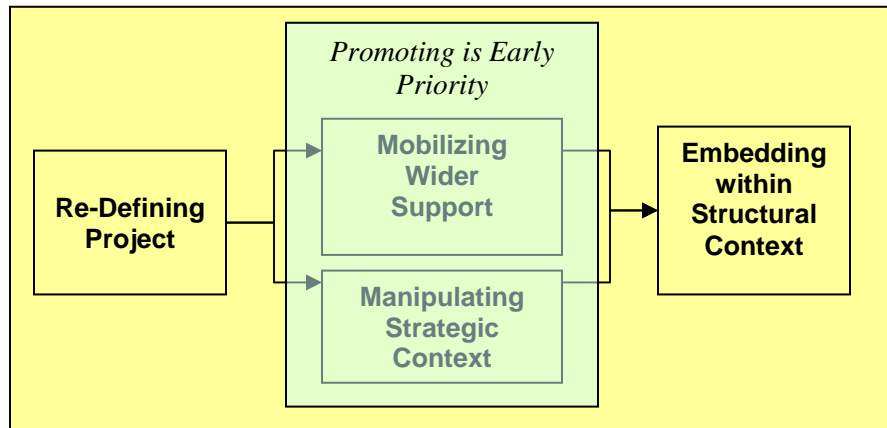 Promoting is Early
Priority
Re-Defining
Project
Mobilizing
Wider
Support
Manipulating
Strategic
Context
Embedding
within
Structural
Context